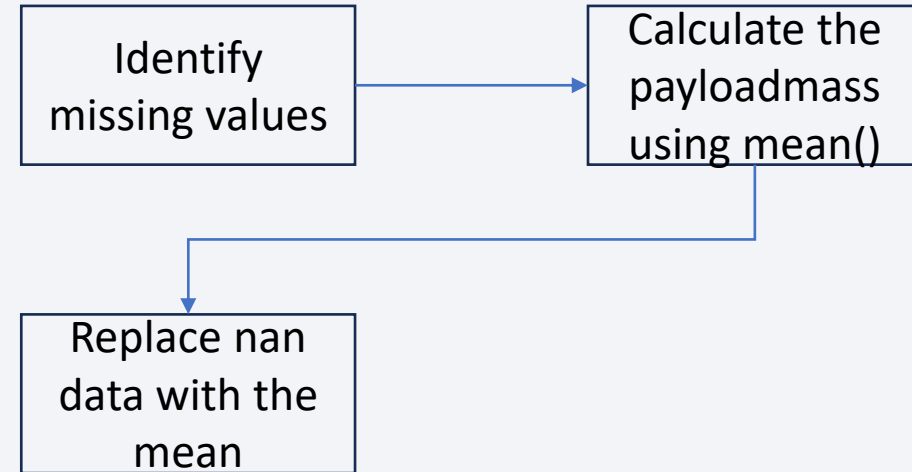 Identify
missing values
Calculate the
payloadmass
using mean()
Replace nan
data with the
mean